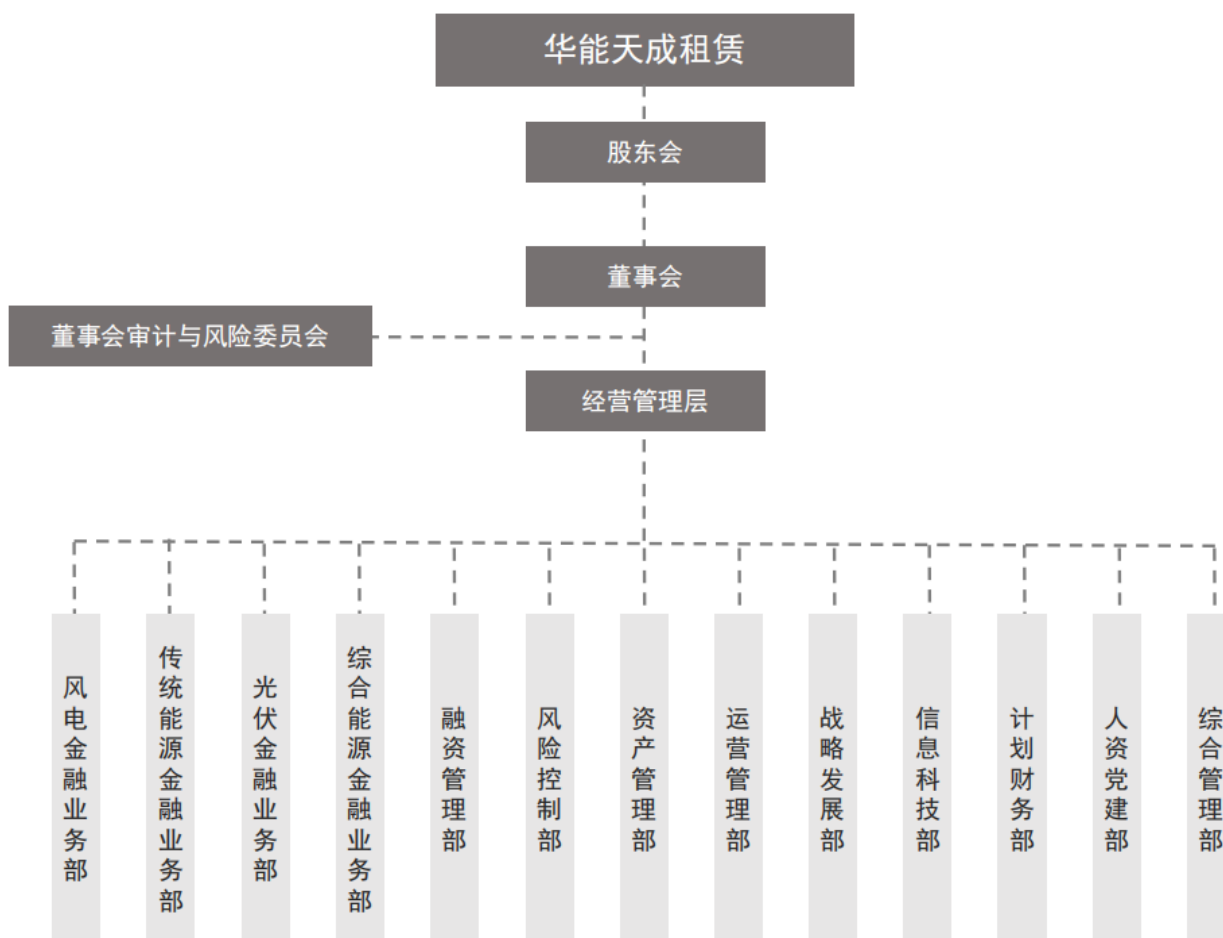 华能天成租赁
股东会
董事会
董事会审计与风险委员会
经营管理层
风电金融业务部
传统能源金融业务部
光伏金融业务部
综合能源金融业务部
融资管理部
风险控制部
资产管理部
运营管理部
战略发展部
信息科技部
计划财务部
人资党建部
综合管理部